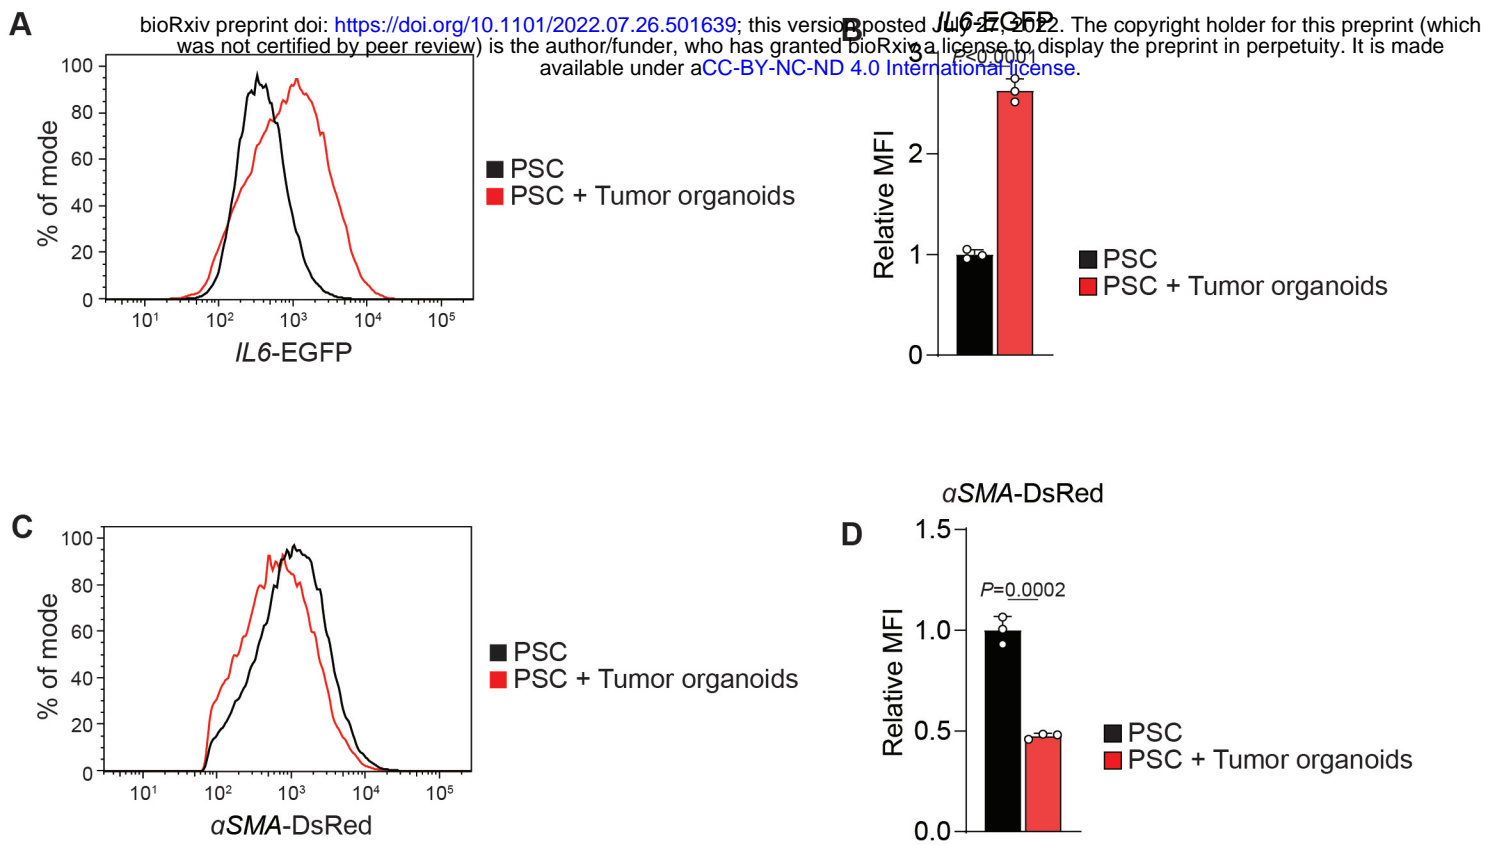 bioRxiv preprint doi: https://doi.org/10.1101/2022.07.26.501639; this version posted July 27, 2022. The copyright holder for this preprint (which
was not certified by peer review) is the author/funder, who has granted bioRxiv a license to display the preprint in perpetuity. It is made
available under aCC-BY-NC-ND 4.0 International license.
A
% of mode
100
80
60
40
20
0
10¹ 10² 10³ 10⁴ 10⁵
IL6-EGFP
PSC
PSC + Tumor organoids
B
IL6-EGFP
P<0.0001
Relative MFI
3
2
1
0
PSC
PSC + Tumor organoids
C
% of mode
100
80
60
40
20
0
10¹ 10² 10³ 10⁴ 10⁵
αSMA-DsRed
PSC
PSC + Tumor organoids
D
αSMA-DsRed
P=0.0002
Relative MFI
1.5
1.0
0.5
0.0
PSC
PSC + Tumor organoids